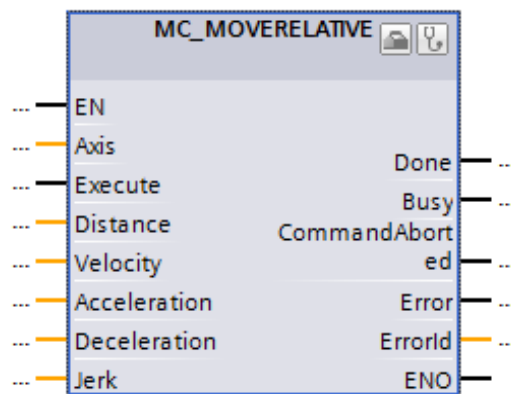 MC_MOVERELATIVE
EN
Axis
Execute
Distance
Velocity
Acceleration
Deceleration
Jerk
Done
Busy
CommandAbort
ed
Error
ErrorId
ENO